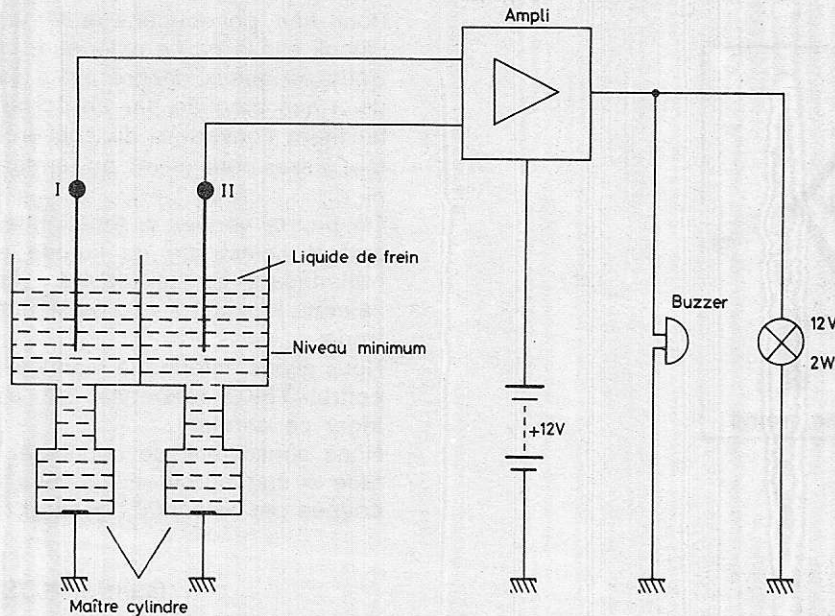 Ampli
I
II
Liquide de frein
Niveau minimum
Buzzer
12V
2W
+12V
Maître cylindre